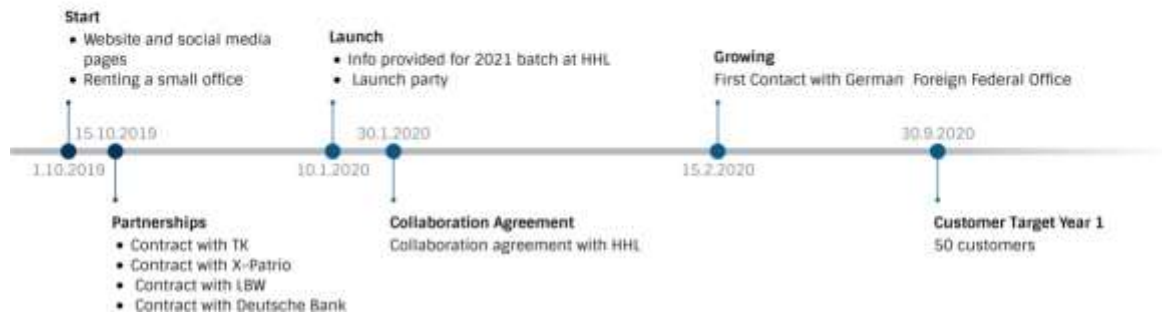 Start
• Website and social media
pages
• Renting a small office
Launch
• Info provided for 2021 batch at HHL
• Launch party
Growing
First Contact with German Foreign Federal Office
15.10.2019
30.1.2020
30.9.2020
1.10.2019
10.1.2020
15.2.2020
Partnerships
• Contract with TK
• Contract with X-Patrio
• Contract with LBW
• Contract with Deutsche Bank
Collaboration Agreement
Collaboration agreement with HHL
Customer Target Year 1
50 customers